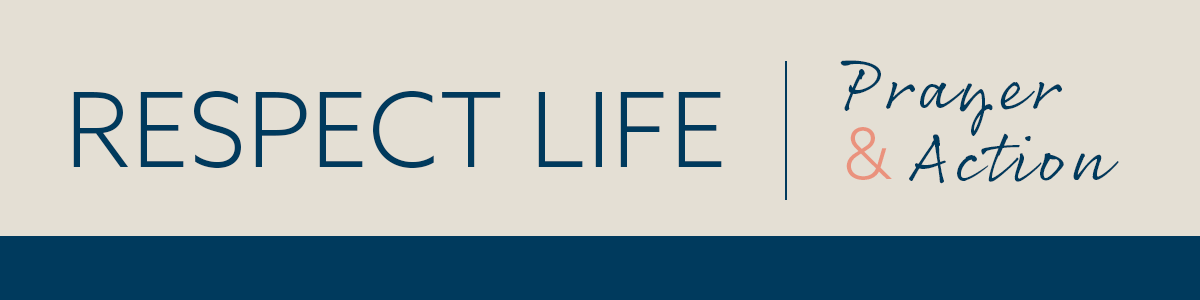 RESPECT LIFE
Prayer
& Action